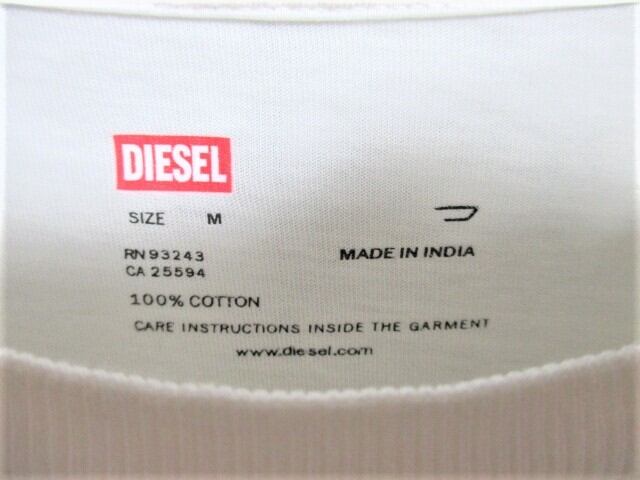 DIESEL
SIZE M
RN 93243
CA 25594
MADE IN INDIA
100% COTTON
CARE INSTRUCTIONS INSIDE THE GARMENT
www.diesel.com